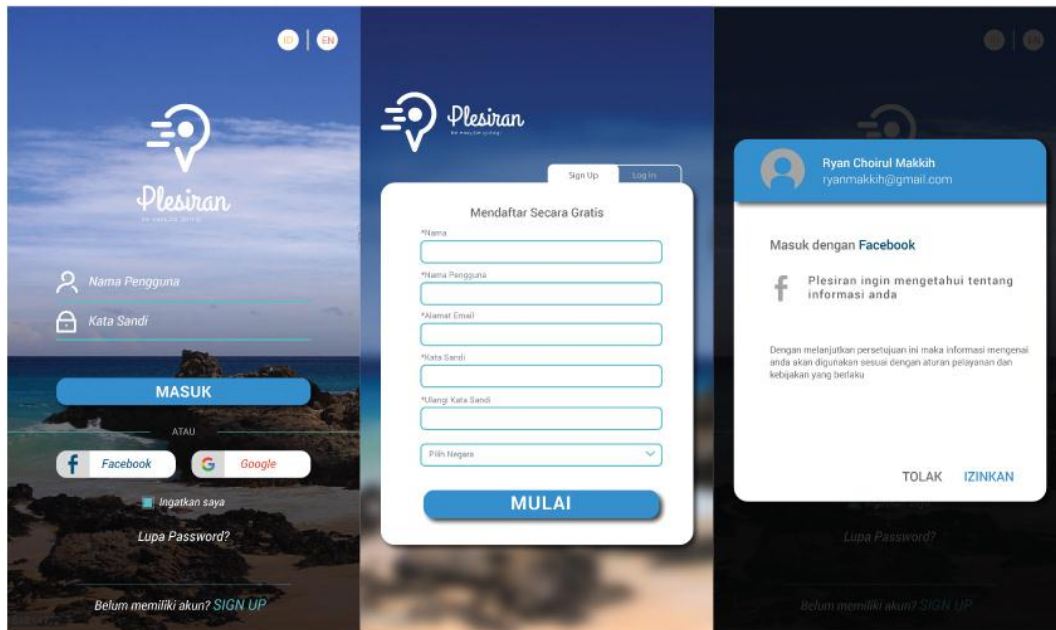 ID | EN
Plesiran
Nama Pengguna
Kata Sandi
MASUK
ATAU
Facebook
Google
Ingatkan saya
Lupa Password?
Belum memiliki akun? SIGN UP
Plesiran
Sign Up
Log In
Mendaftar Secara Gratis
*Nama
*Nama Pengguna
*Alamat Email
*Kata Sandi
*Ulangi Kata Sandi
Pilih Negara
MULAI
ID | EN
Ryan Choirul Makkih
ryanmakkih@gmail.com
Masuk dengan Facebook
Plesiran ingin mengetahui tentang
informasi anda
Dengan melanjutkan persetujuan ini maka informasi mengenai
anda akan digunakan sesuai dengan aturan pelayanan dan
kebijakan yang berlaku
TOLAK IZINKAN
Lupa Password?
Belum memiliki akun? SIGN UP